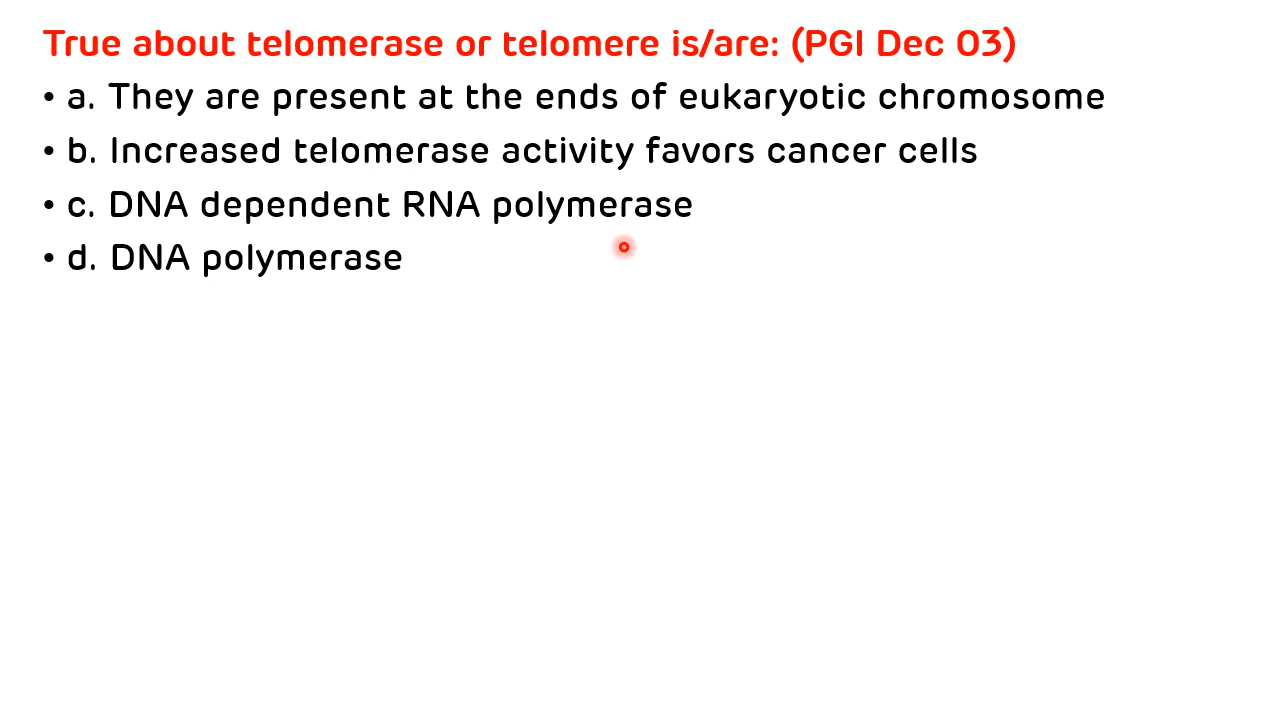 True about telomerase or telomere is/are: (PGI Dec 03)
• a. They are present at the ends of eukaryotic chromosome
• b. Increased telomerase activity favors cancer cells
• c. DNA dependent RNA polymerase
• d. DNA polymerase